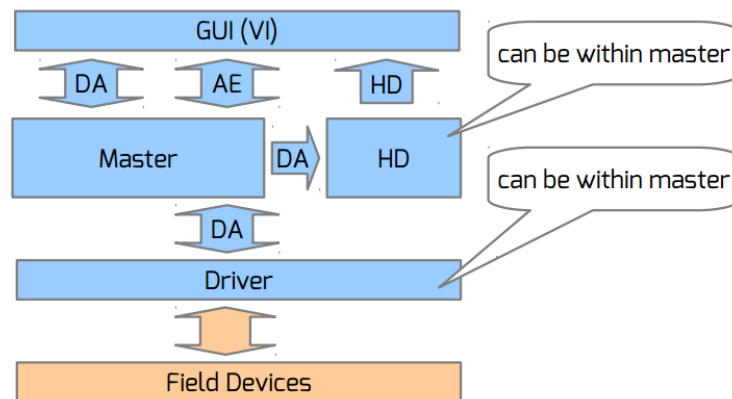 GUI (VI)
can be within master
DA
AE
HD
Master
DA
HD
can be within master
DA
Driver
Field Devices